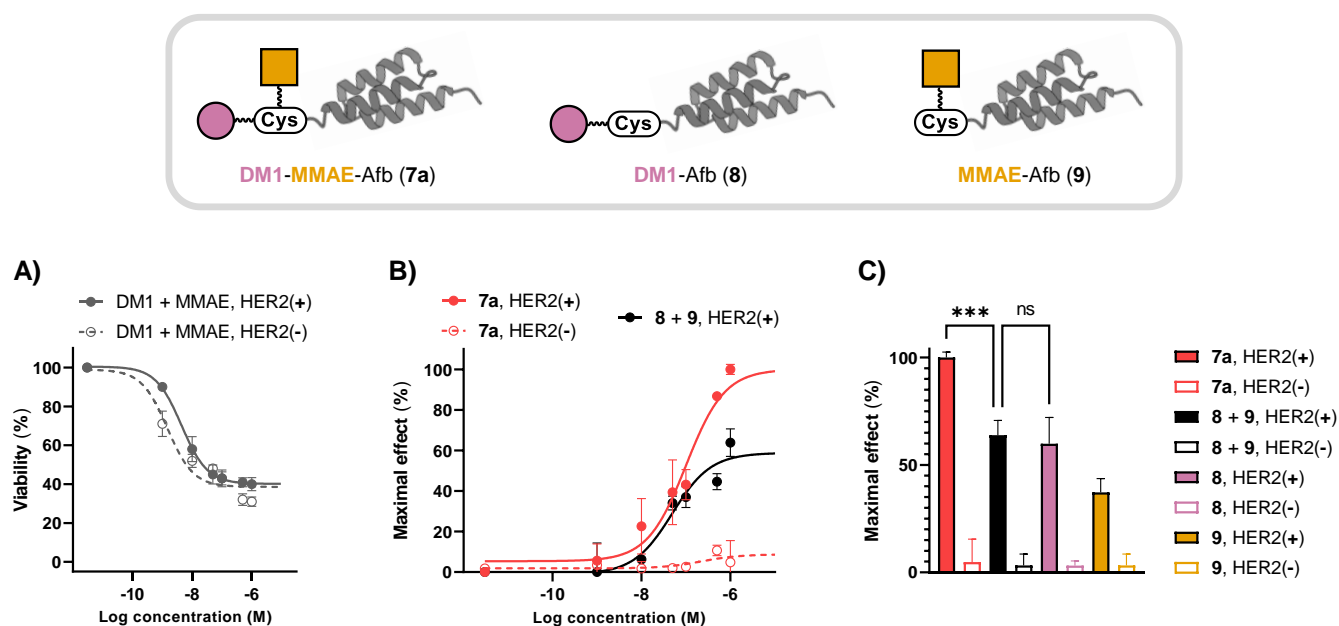 Cys
Cys
Cys
DM1-MMAE-Afb (7a)
DM1-Afb (8)
MMAE-Afb (9)
A)
DM1 + MMAE, HER2(+)
DM1 + MMAE, HER2(-)
Viability (%)
100
80
60
40
20
0
-10
-8
-6
Log concentration (M)
B)
7a, HER2(+)
7a, HER2(-)
8 + 9, HER2(+)
Maximal effect (%)
100
80
60
40
20
0
-10
-8
-6
Log concentration (M)
C)
***
ns
Maximal effect (%)
100
50
0
7a, HER2(+)
7a, HER2(-)
8 + 9, HER2(+)
8 + 9, HER2(-)
8, HER2(+)
8, HER2(-)
9, HER2(+)
9, HER2(-)